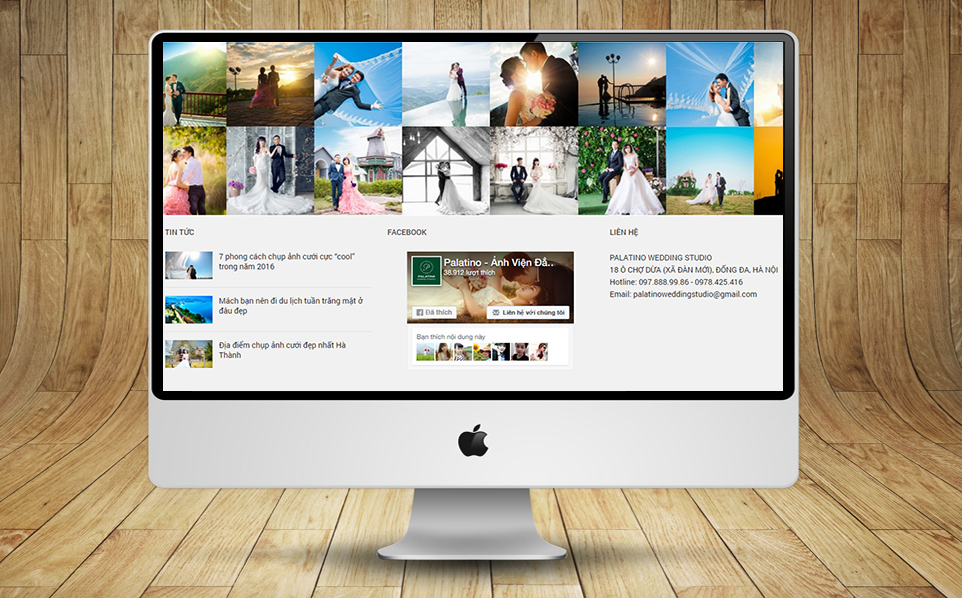 TIN TỨC
7 phong cách chụp ảnh cưới cực "cool"
trong năm 2016
Mách bạn nên đi du lịch tuần trăng mật ở
đâu đẹp
Địa điểm chụp ảnh cưới đẹp nhất Hà
Thành
FACEBOOK
PALATINO
Palatino - Ảnh Viện Đầ..
38.912 lượt thích
Đã thích
Liên hệ với chúng tôi
Bạn thích nội dung này
LIÊN HỆ
PALATINO WEDDING STUDIO
18 Ô CHỢ DỪA (XÃ ĐÀN MỚI), ĐỐNG ĐA, HÀ NỘI
Hotline: 097.888.99.86 - 0978.425.416
Email: palatinoweddingstudio@gmail.com